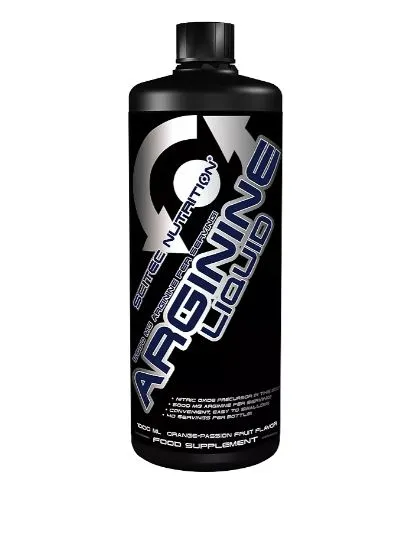 SCITEC NUTRITION®
5000 MG ARGININE PER SERVING!
ARGININE
LIQUID
• NITRIC OXIDE PRECURSOR IN THIS
• 5000 MG ARGININE PER SERVING!
• CONVENIENT, EASY TO SWALLOW!
• 40 SERVINGS PER BOTTLE!
1000 ML ORANGE-PASSION FRUIT FLAVOR
FOOD SUPPLEMENT